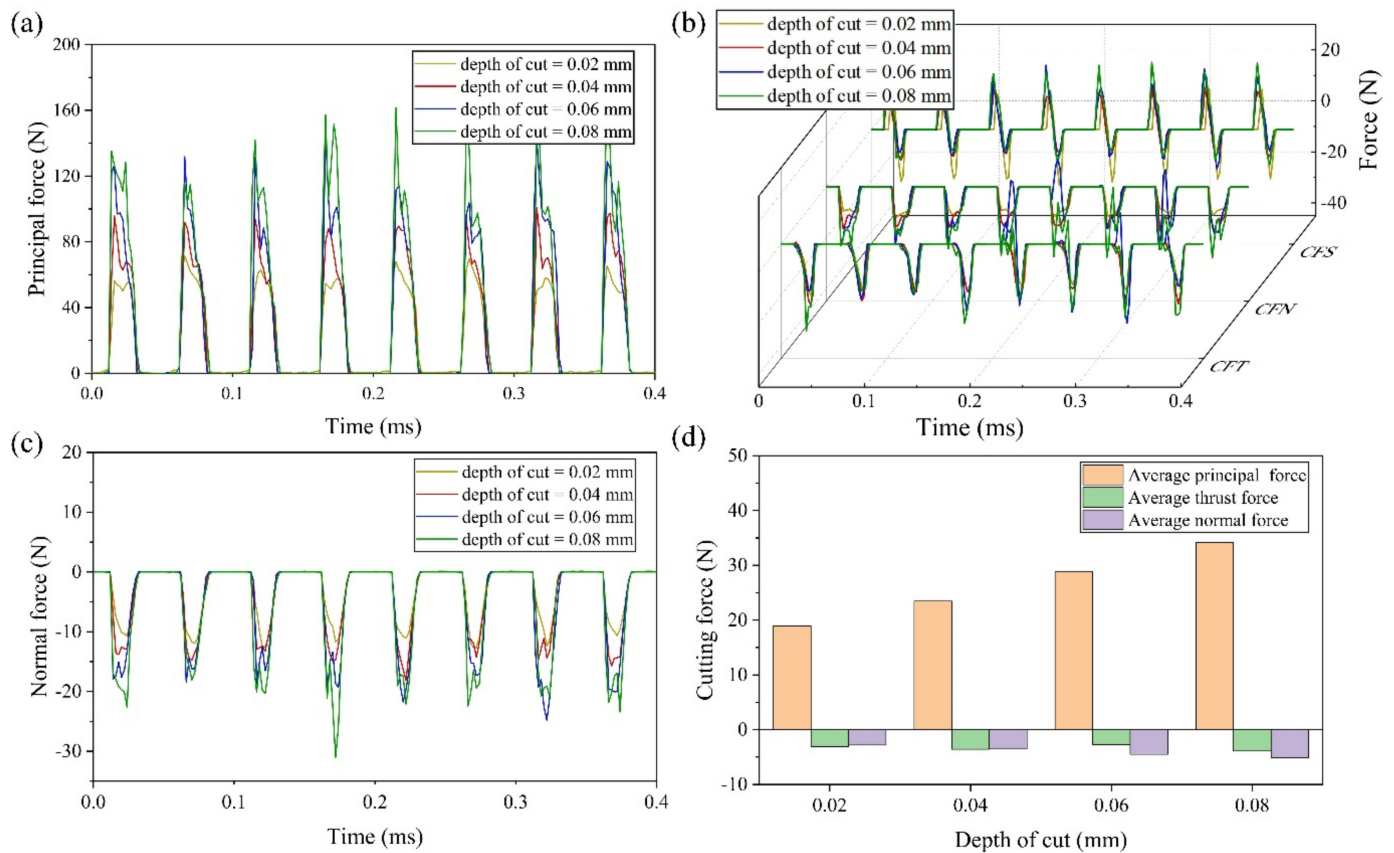 (a)
200
160
120
80
40
0
Principal force (N)
depth of cut = 0.02 mm
depth of cut = 0.04 mm
depth of cut = 0.06 mm
depth of cut = 0.08 mm
0.0 0.1 0.2 0.3 0.4
Time (ms)
(b)
depth of cut = 0.02 mm
depth of cut = 0.04 mm
depth of cut = 0.06 mm
depth of cut = 0.08 mm
20
0
-20
-40
Force (N)
CFS
CFN
CFT
0 0.1 0.2 0.3 0.4
Time (ms)
(c)
20
10
0
-10
-20
-30
Normal force (N)
depth of cut = 0.02 mm
depth of cut = 0.04 mm
depth of cut = 0.06 mm
depth of cut = 0.08 mm
0.0 0.1 0.2 0.3 0.4
Time (ms)
(d)
50
40
30
20
10
0
-10
Cutting force (N)
Average principal force
Average thrust force
Average normal force
0.02 0.04 0.06 0.08
Depth of cut (mm)